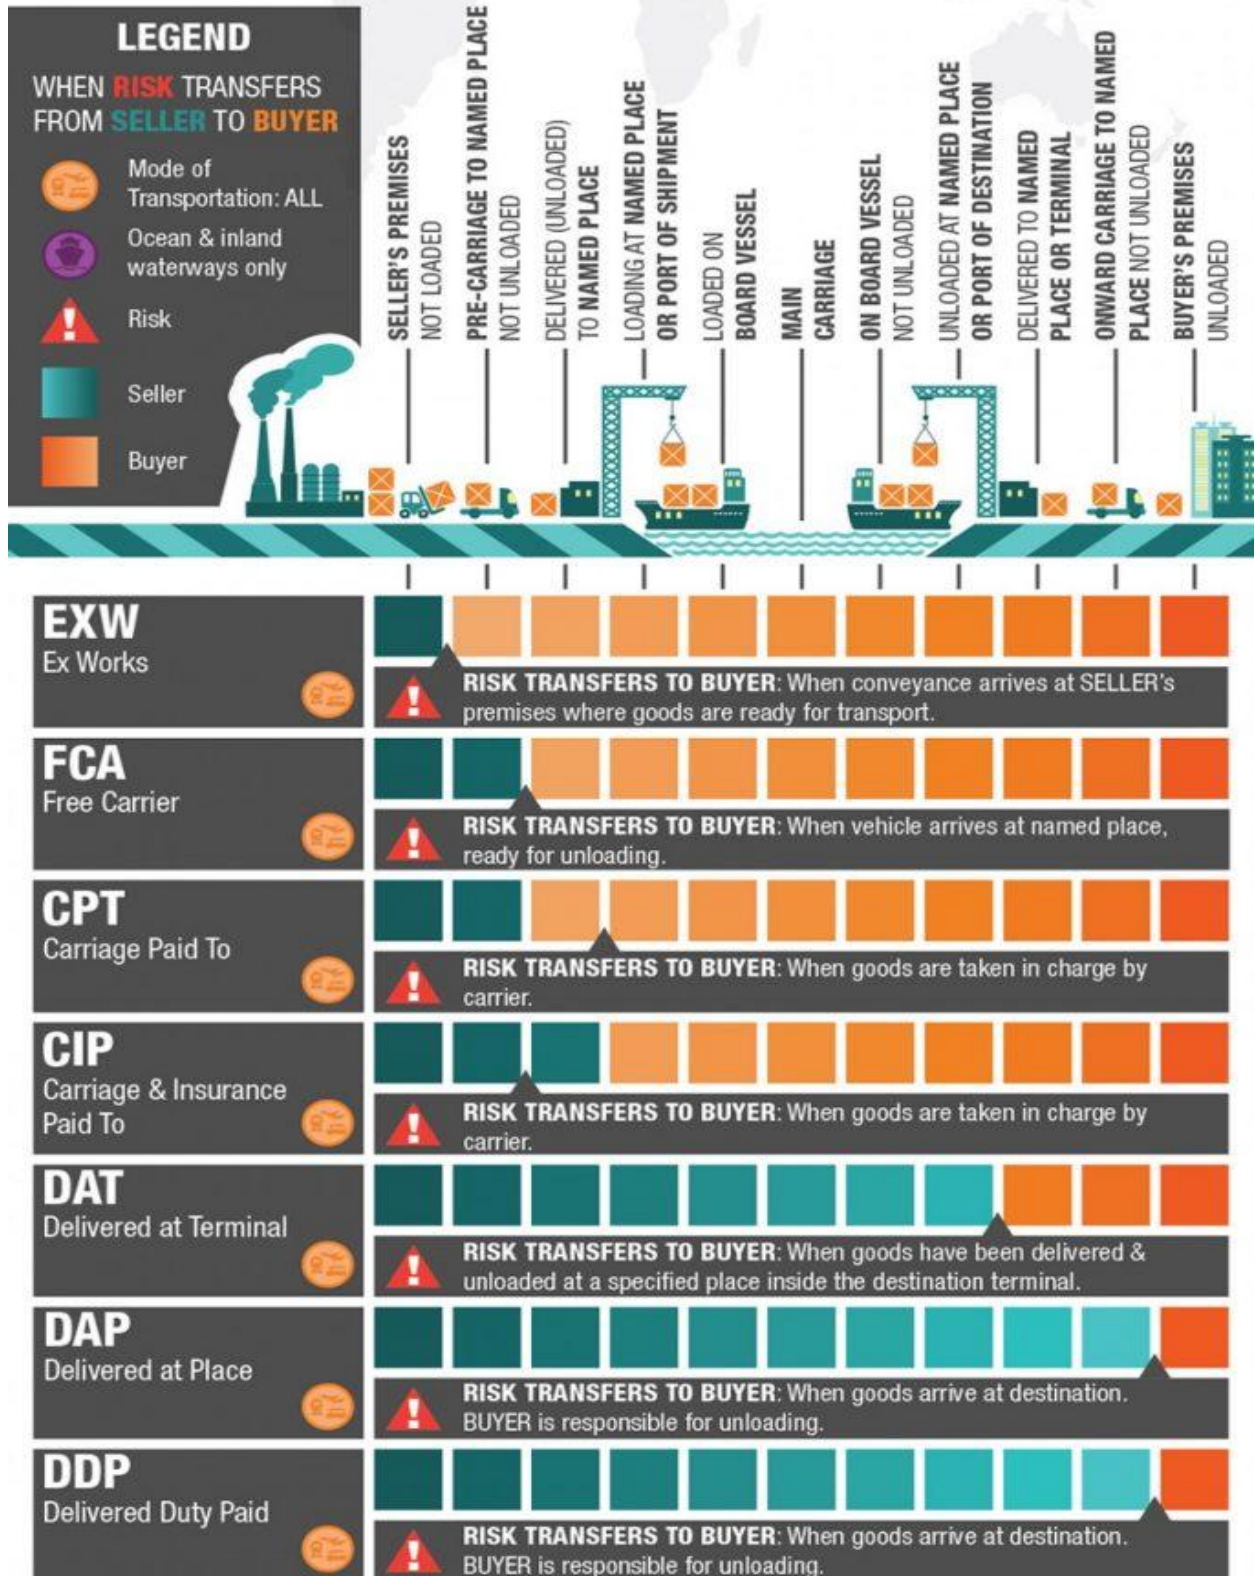 LEGEND
WHEN RISK TRANSFERS
FROM SELLER TO BUYER
Mode of
Transportation: ALL
Ocean & inland
waterways only
Risk
Seller
Buyer
SELLER'S PREMISES
NOT LOADED
PRE-CARRIAGE TO NAMED PLACE
NOT UNLOADED
DELIVERED (UNLOADED)
TO NAMED PLACE
LOADING AT NAMED PLACE
OR PORT OF SHIPMENT
LOADED ON
BOARD VESSEL
MAIN
CARRIAGE
ON BOARD VESSEL
NOT UNLOADED
UNLOADED AT NAMED PLACE
OR PORT OF DESTINATION
DELIVERED TO NAMED
PLACE OR TERMINAL
ONWARD CARRIAGE TO NAMED
PLACE NOT UNLOADED
BUYER'S PREMISES
UNLOADED
EXW
Ex Works
RISK TRANSFERS TO BUYER: When conveyance arrives at SELLER's
premises where goods are ready for transport.
FCA
Free Carrier
RISK TRANSFERS TO BUYER: When vehicle arrives at named place,
ready for unloading.
CPT
Carriage Paid To
RISK TRANSFERS TO BUYER: When goods are taken in charge by
carrier.
CIP
Carriage & Insurance
Paid To
RISK TRANSFERS TO BUYER: When goods are taken in charge by
carrier.
DAT
Delivered at Terminal
RISK TRANSFERS TO BUYER: When goods have been delivered &
unloaded at a specified place inside the destination terminal.
DAP
Delivered at Place
RISK TRANSFERS TO BUYER: When goods arrive at destination.
BUYER is responsible for unloading.
DDP
Delivered Duty Paid
RISK TRANSFERS TO BUYER: When goods arrive at destination.
BUYER is responsible for unloading.